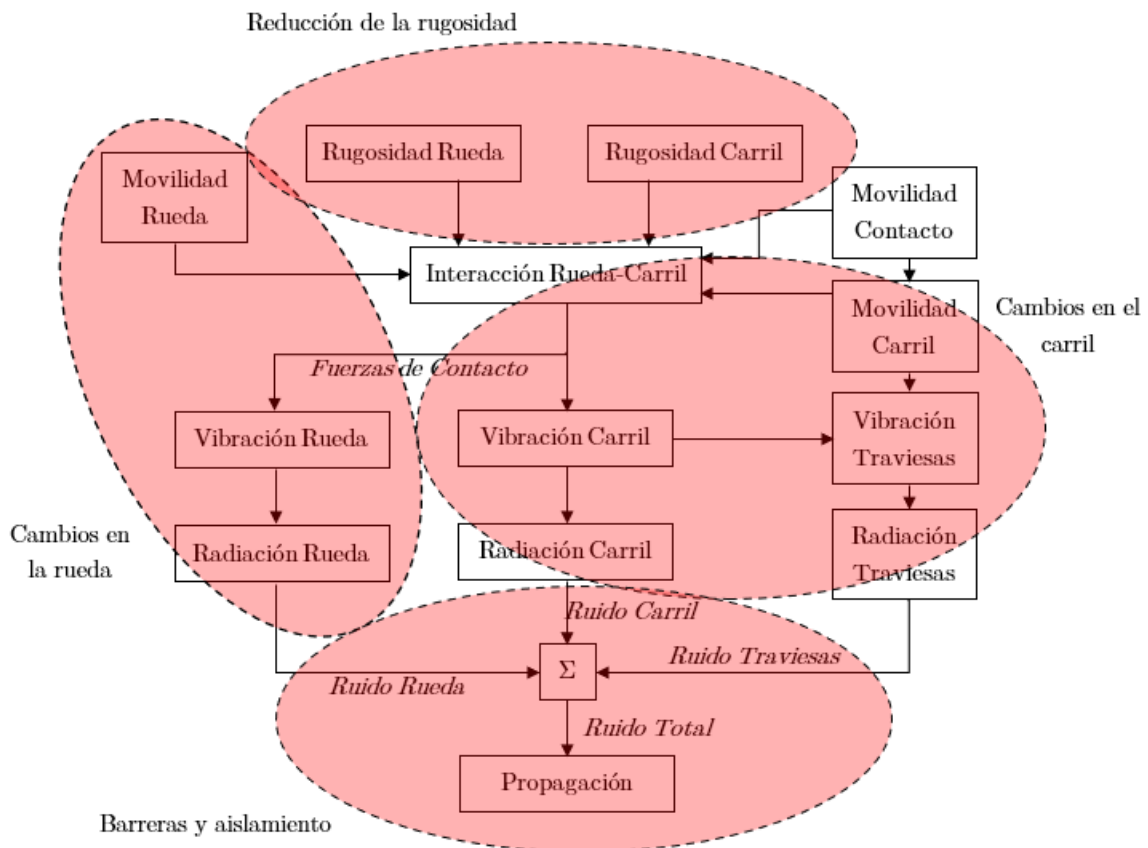 Reducción de la rugosidad
Rugosidad Rueda
Rugosidad Carril
Movilidad
Rueda
Movilidad
Contacto
Interacción Rueda-Carril
Movilidad
Carril
Cambios en el
carril
Fuerzas de Contacto
Vibración Rueda
Vibración Carril
Vibración
Traviesas
Cambios en
la rueda
Radiación Rueda
Radiación Carril
Radiación
Traviesas
Ruido Carril
Ruido Rueda
Σ
Ruido Traviesas
Ruido Total
Propagación
Barreras y aislamiento